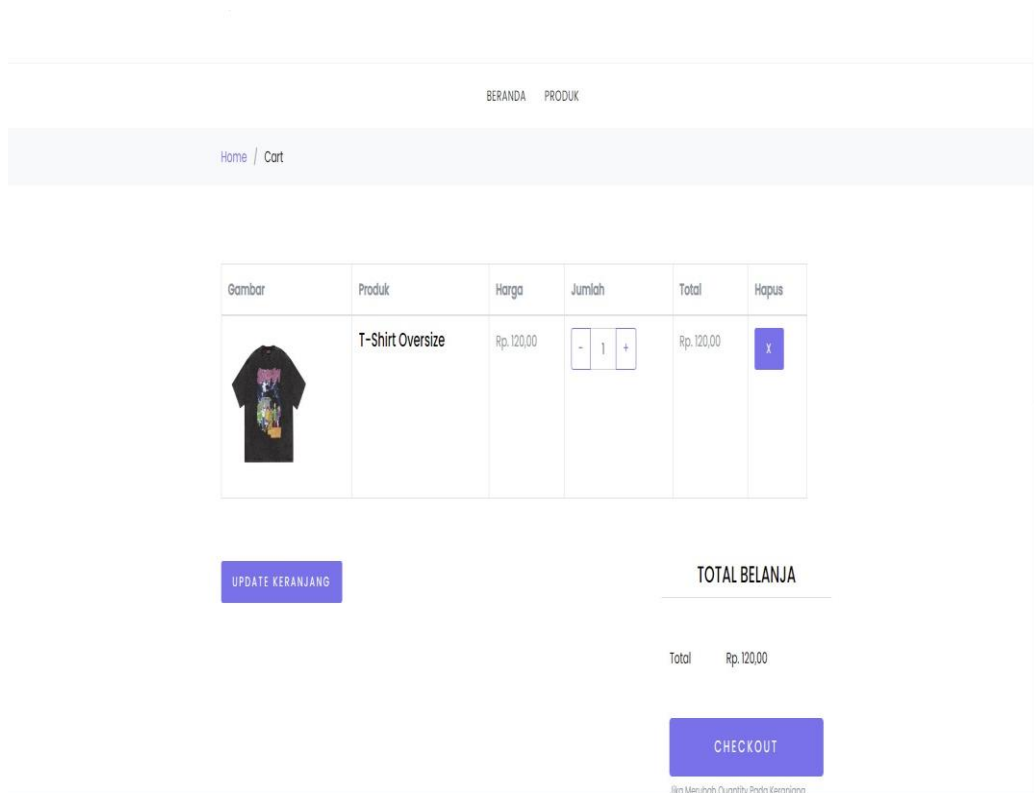 BERANDA PRODUK
Home / Cart
Gambar Produk Harga Jumlah Total Hapus
T-Shirt Oversize Rp. 120,00 - 1 + Rp. 120,00 X
UPDATE KERANJANG
TOTAL BELANJA
Total Rp. 120,00
CHECKOUT
Jika Merubah Quantity Pada Keranjang